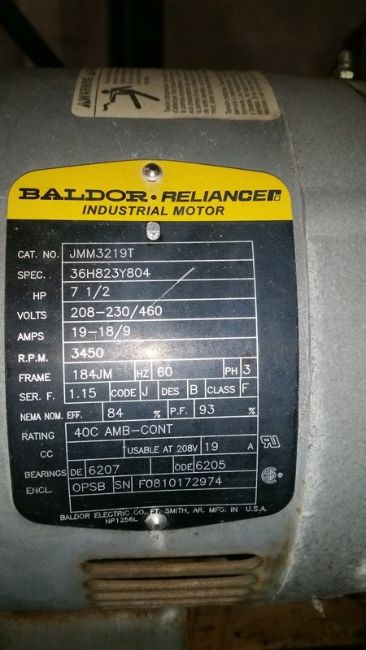 WARNING
BALDOR · RELIANCE
INDUSTRIAL MOTOR
CAT. NO. JMM3219T
SPEC. 36H823Y804
HP 7 1/2
VOLTS 208-230/460
AMPS 19-18/9
R.P.M. 3450
FRAME 184JM HZ 60 PH 3
SER. F. 1.15 CODE J DES B CLASS F
NEMA NOM. EFF. 84 % P.F. 93 %
RATING 40C AMB-CONT
CC USABLE AT 208V 19 A
BEARINGS DE 6207 ODE 6205
ENCL. OPSB SN F0810172974
BALDOR ELECTRIC CO., FT. SMITH, AR. MFG. IN U.S.A.
NP1256L